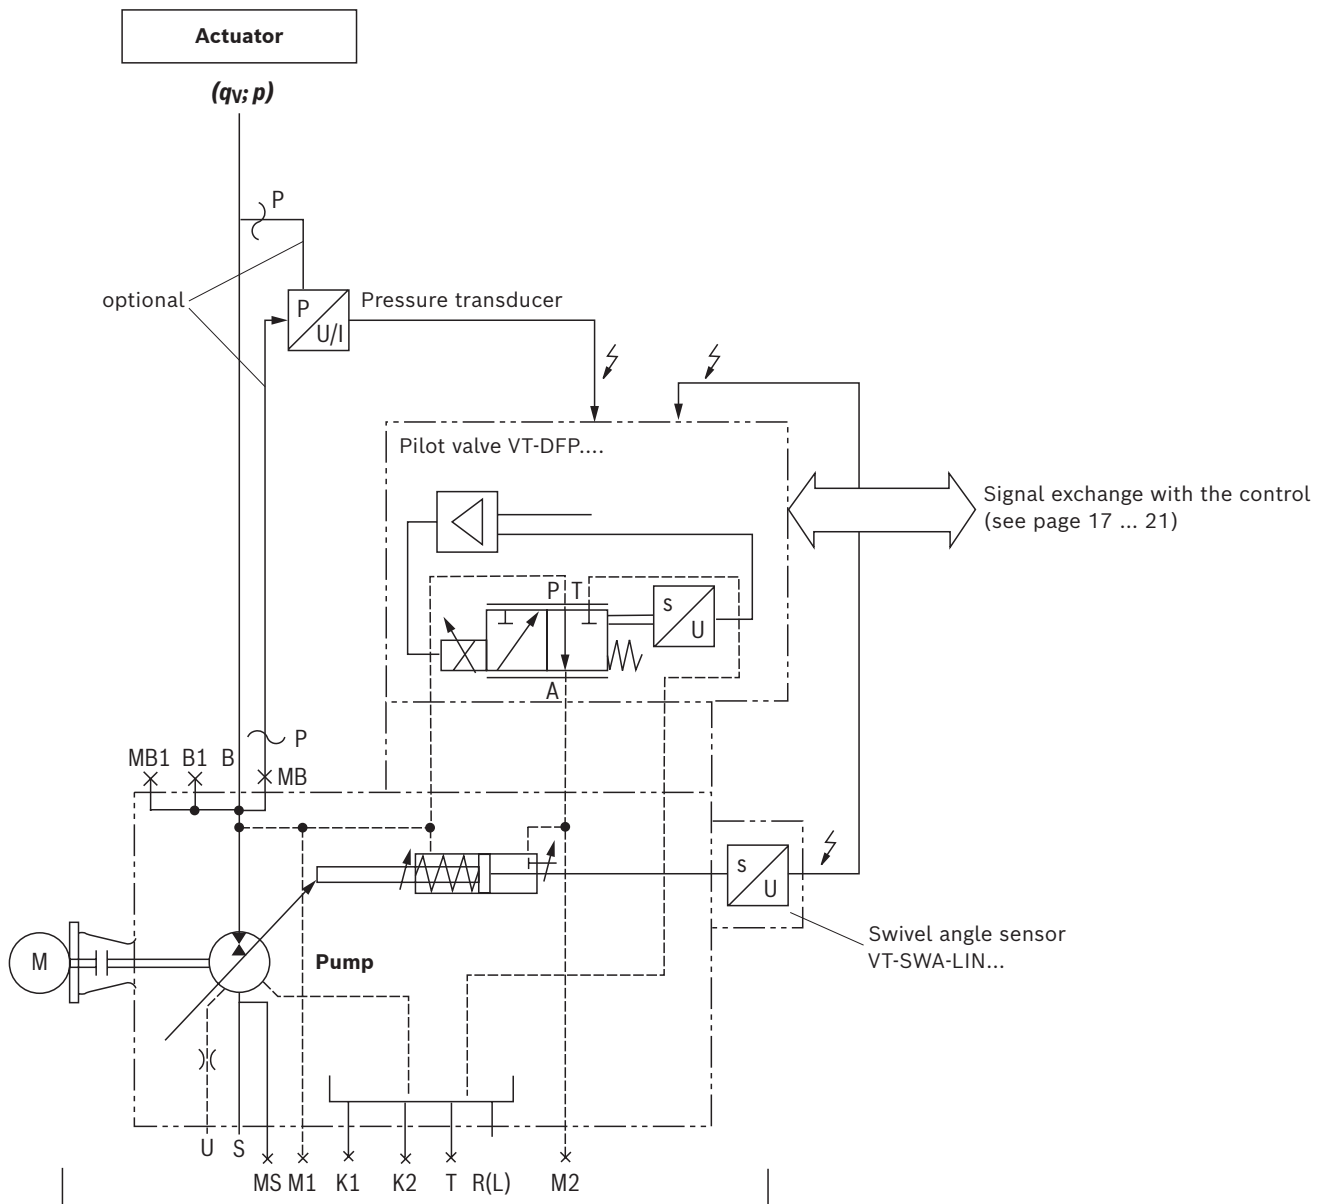 Actuator
(qV; p)
P
optional
P
U/I
Pressure transducer
Pilot valve VT-DFP....
Signal exchange with the control
(see page 17 ... 21)
P T
s
U
A
P
MB1 B1 B
MB
s
U
Swivel angle sensor
VT-SWA-LIN...
M
Pump
U S
MS M1 K1 K2 T R(L) M2